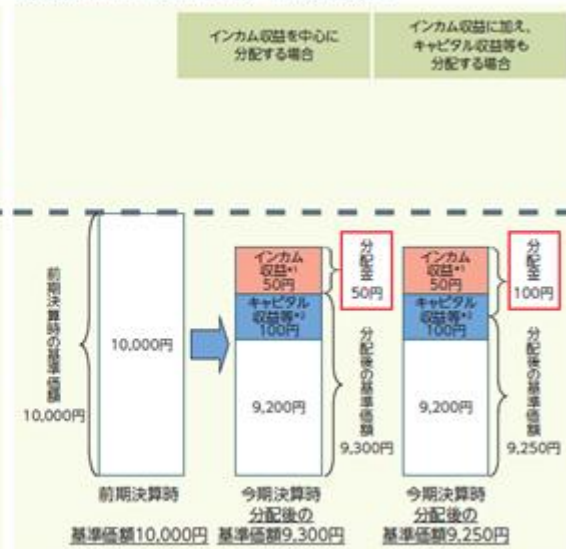 インカム収益を中心に
分配する場合
インカム収益に加え、
キャピタル収益等も
分配する場合
前期決算時の基準価額
10,000円
10,000円
インカム
収益*1
50円
キャピタル
収益等*2
100円
9,200円
分配金
50円
分配後の基準価額
9,300円
インカム
収益*1
50円
キャピタル
収益等*2
100円
9,200円
分配金
100円
分配後の基準価額
9,250円
前期決算時
基準価額10,000円
今期決算時
分配後の
基準価額9,300円
今期決算時
分配後の
基準価額9,250円